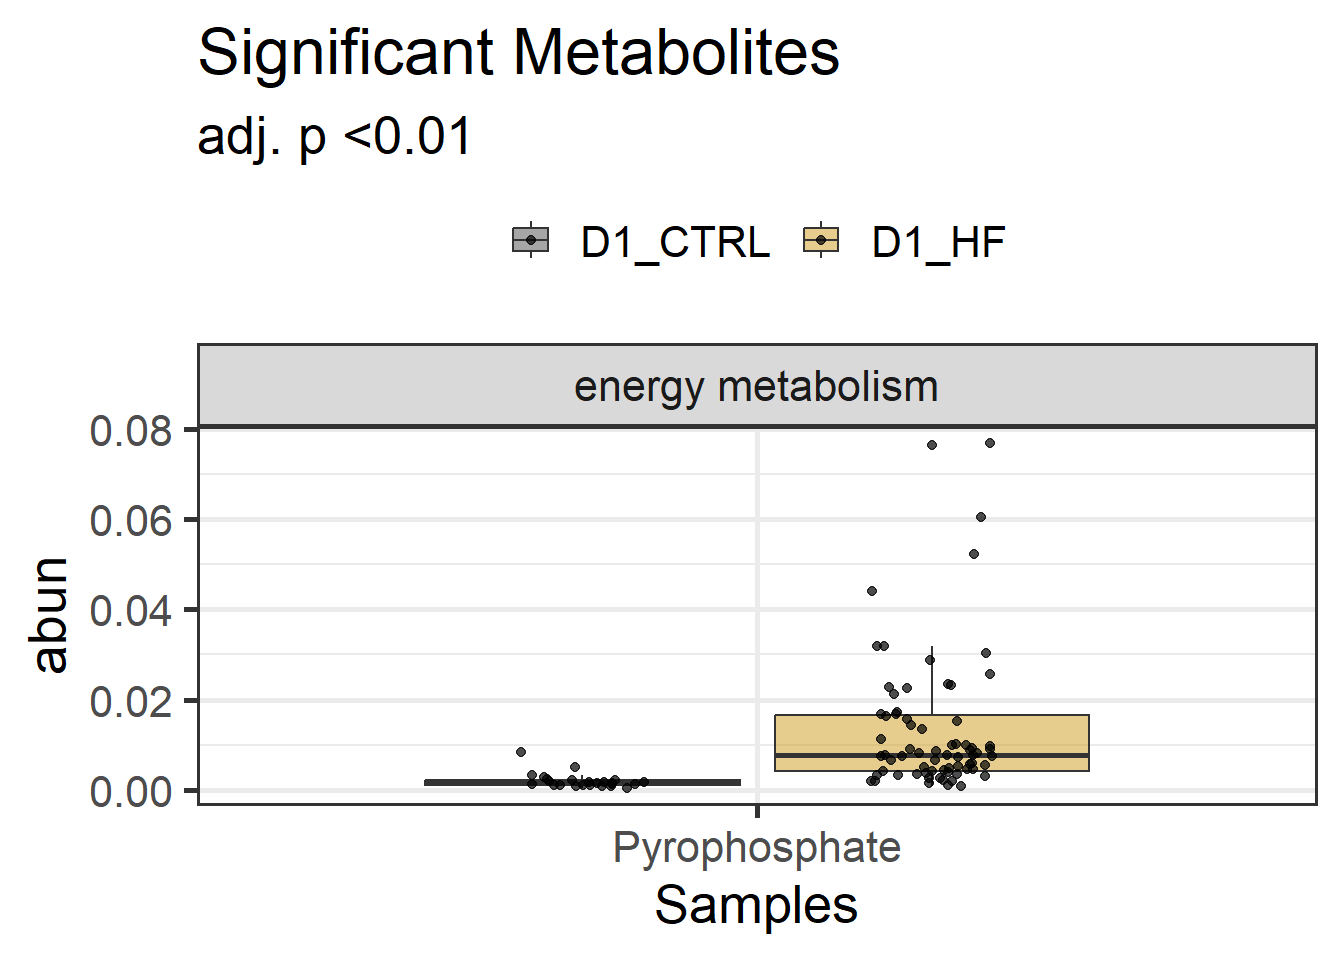 Significant Metabolites
adj. p <0.01
D1_CTRL D1_HF
energy metabolism
0.08
0.06
0.04
0.02
0.00
abun
Pyrophosphate
Samples